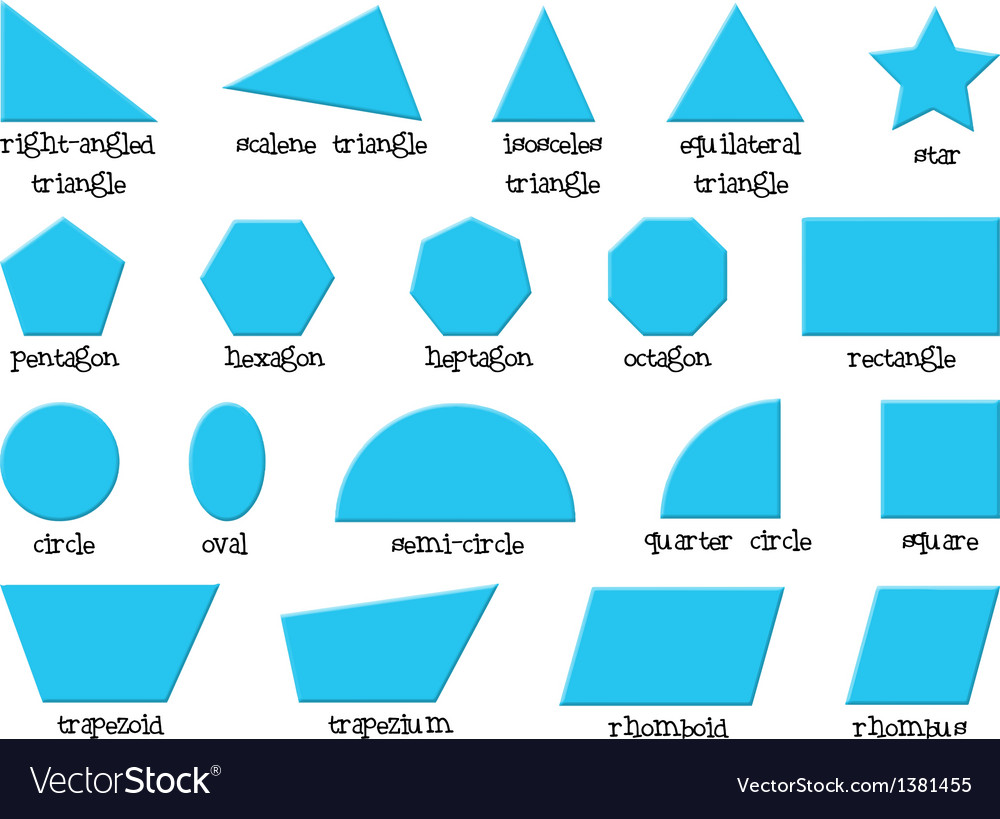 right-angled
triangle
scalene triangle
isosceles
triangle
equilateral
triangle
star
pentagon
hexagon
heptagon
octagon
rectangle
circle
oval
semi-circle
quarter circle
square
trapezoid
trapezium
rhomboid
rhombus
VectorStock®
VectorStock.com/1381455